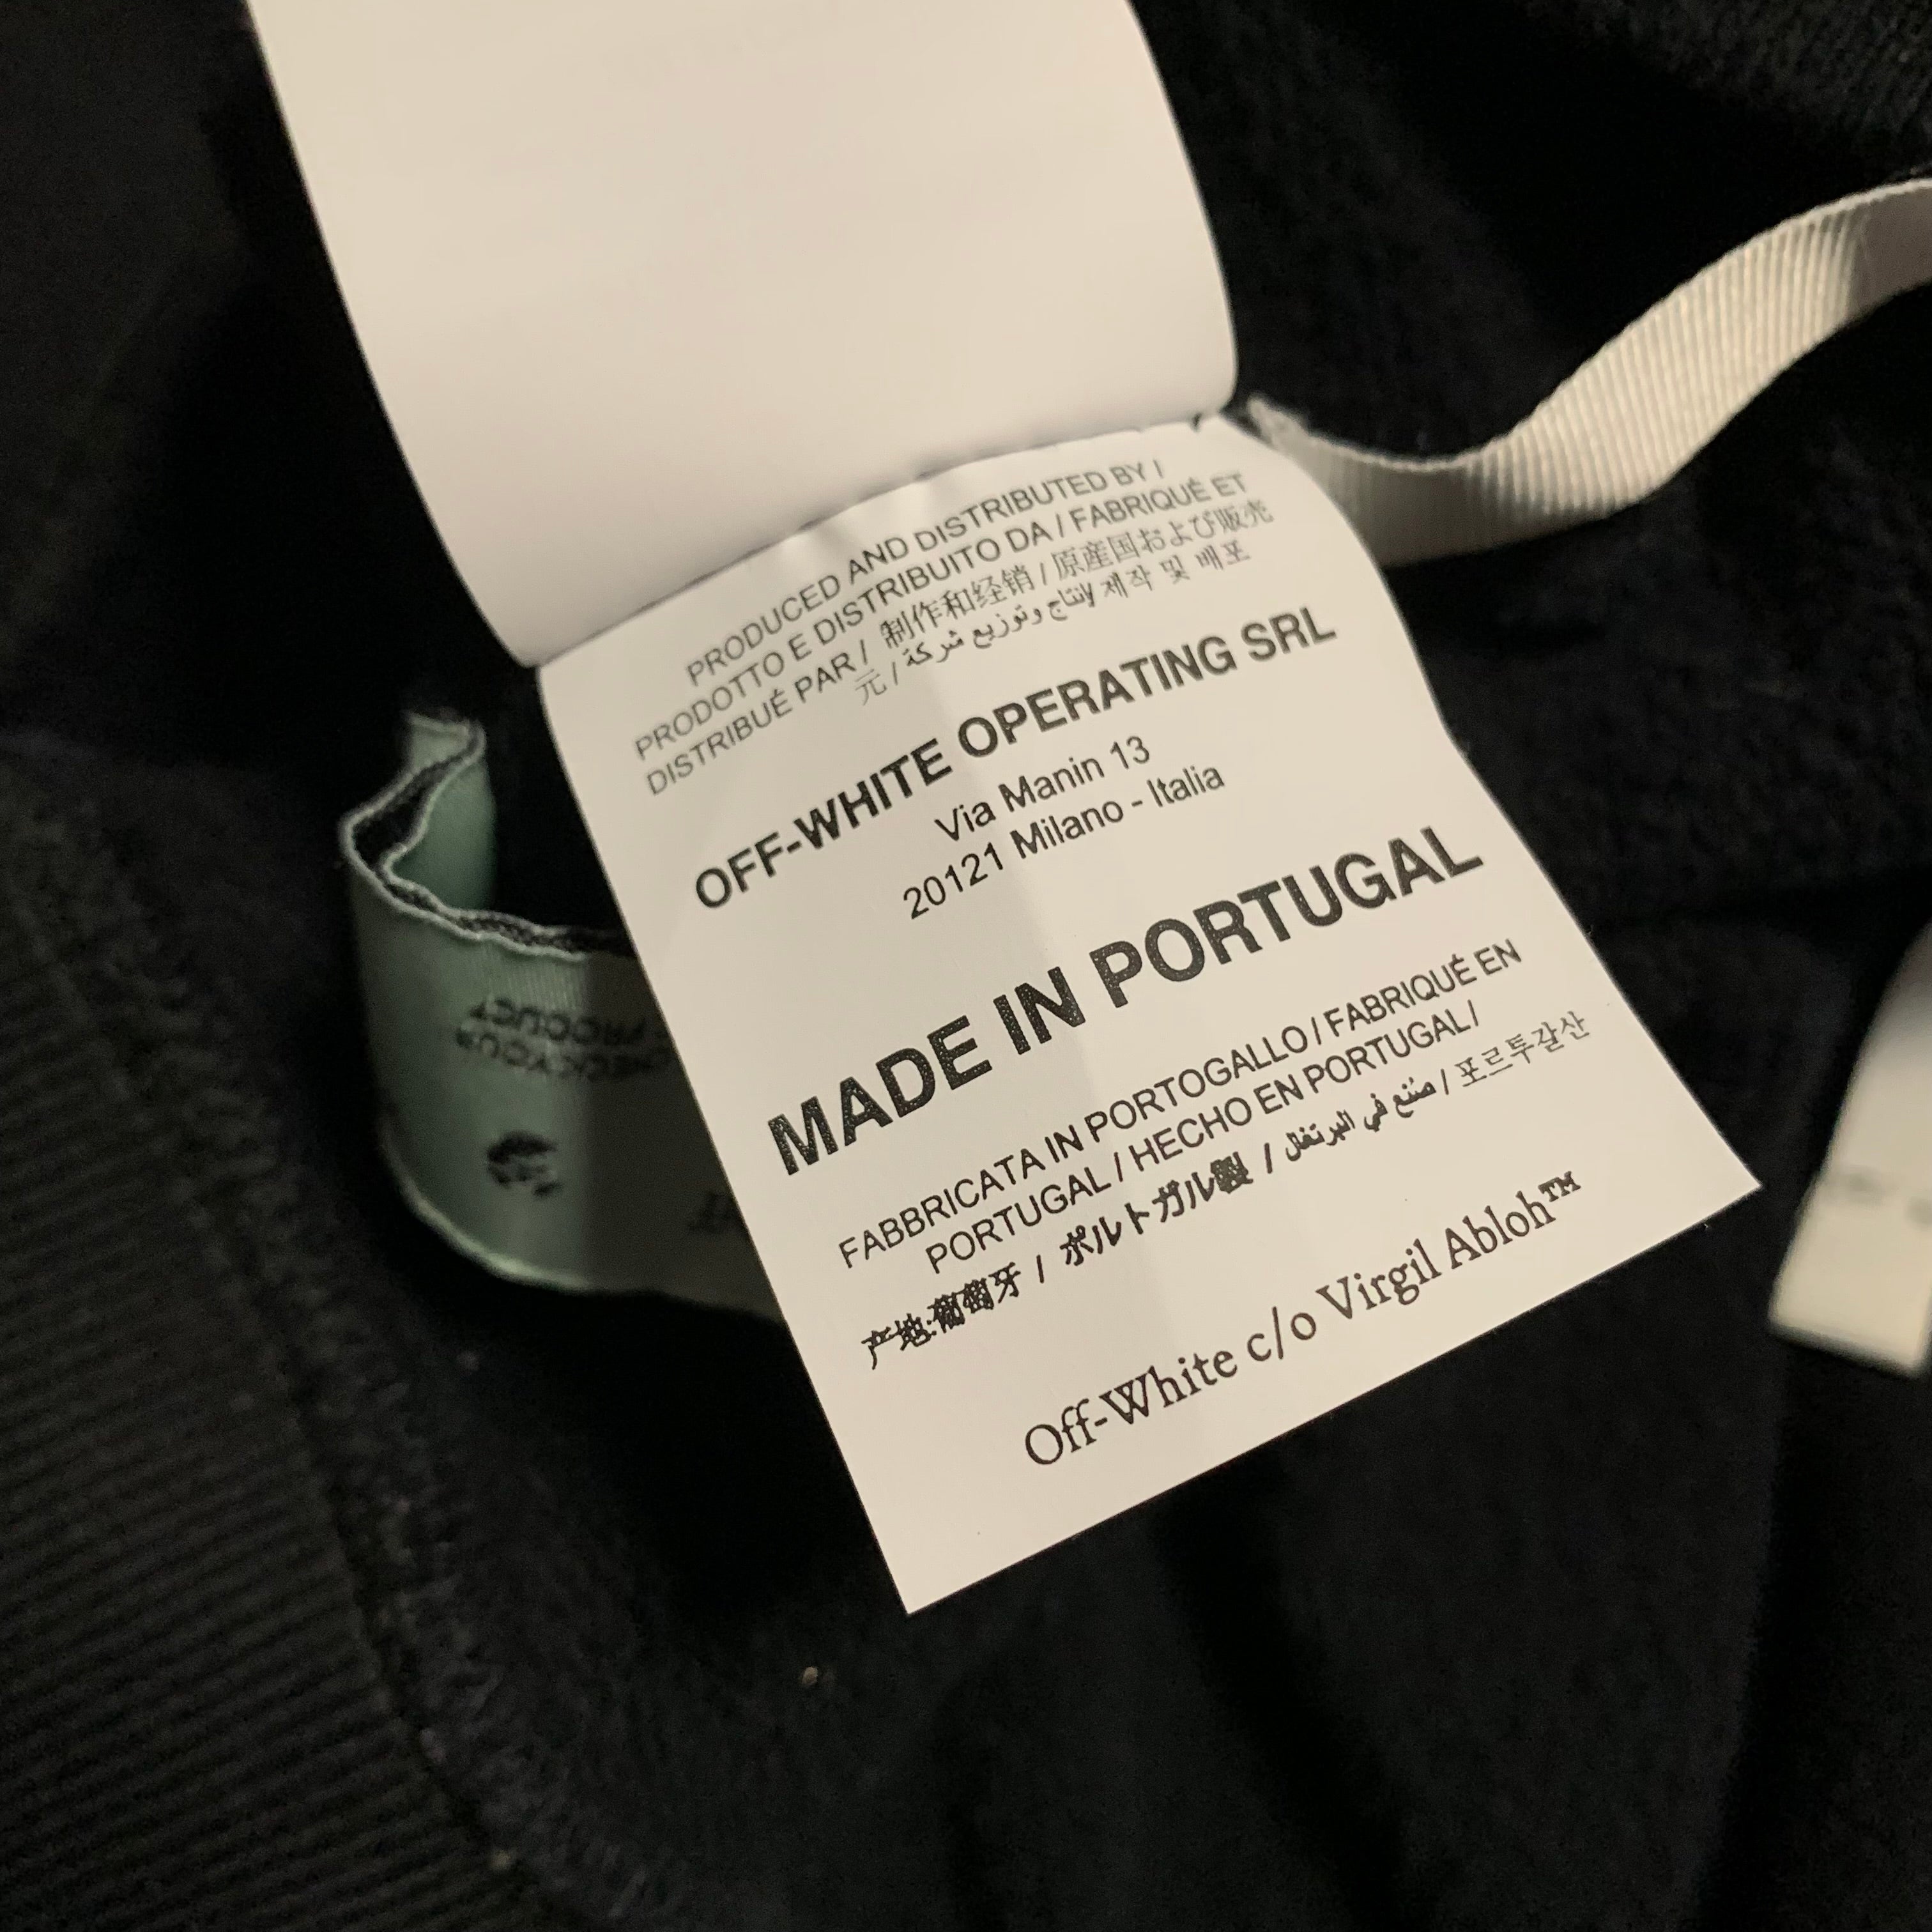 PRODUCED AND DISTRIBUTED BY /
PRODOTTO E DISTRIBUITO DA / FABRIQUÉ ET
DISTRIBUÉ PAR / 制作和经销 / 原産国および販売
元 / إنتاج وتوزيع شركة 제작 및 배포
OFF-WHITE OPERATING SRL
Via Manin 13
20121 Milano - Italia
MADE IN PORTUGAL
FABBRICATA IN PORTOGALLO / FABRIQUÉ EN
PORTUGAL / HECHO EN PORTUGAL /
产地:葡萄牙 / ポルトガル製 / صنع في البرتغال / 포르투갈산
Off-White c/o Virgil Abloh™
PRODUCT